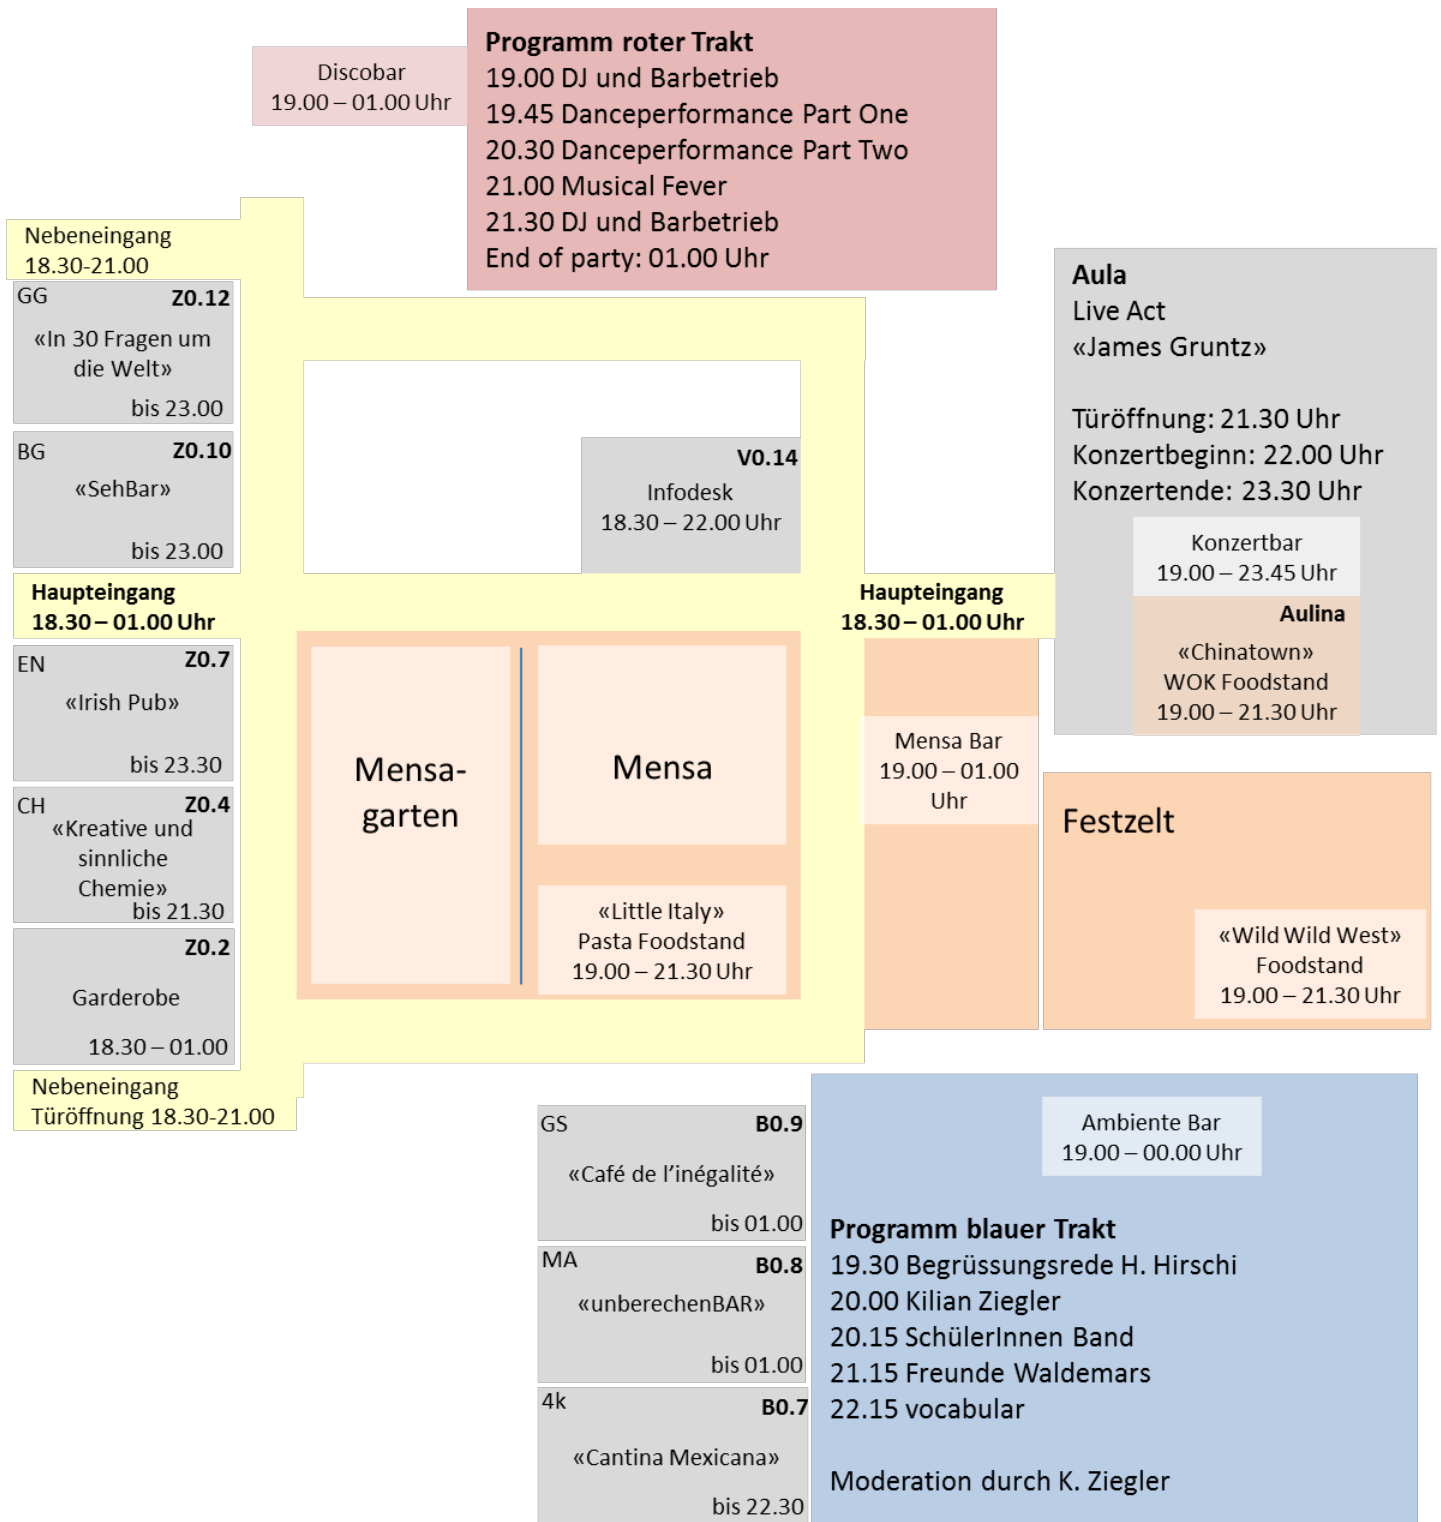 Programm roter Trakt
19.00 DJ und Barbetrieb
19.45 Danceperformance Part One
20.30 Danceperformance Part Two
21.00 Musical Fever
21.30 DJ und Barbetrieb
End of party: 01.00 Uhr
Discobar
19.00 – 01.00 Uhr
Nebeneingang
18.30-21.00
GG
Z0.12
«In 30 Fragen um
die Welt»
bis 23.00
BG
Z0.10
«SehBar»
bis 23.00
V0.14
Infodesk
18.30 – 22.00 Uhr
Aula
Live Act
«James Gruntz»
Türöffnung: 21.30 Uhr
Konzertbeginn: 22.00 Uhr
Konzertende: 23.30 Uhr
Konzertbar
19.00 – 23.45 Uhr
Aulina
«Chinatown»
WOK Foodstand
19.00 – 21.30 Uhr
Haupteingang
18.30 – 01.00 Uhr
Haupteingang
18.30 – 01.00 Uhr
EN
Z0.7
«Irish Pub»
bis 23.30
CH
Z0.4
«Kreative und
sinnliche
Chemie»
bis 21.30
Z0.2
Garderobe
18.30 – 01.00
Nebeneingang
Türöffnung 18.30-21.00
Mensa-
garten
Mensa
«Little Italy»
Pasta Foodstand
19.00 – 21.30 Uhr
Mensa Bar
19.00 – 01.00
Uhr
Festzelt
«Wild Wild West»
Foodstand
19.00 – 21.30 Uhr
GS
B0.9
«Café de l’inégalité»
bis 01.00
MA
B0.8
«unberechenBAR»
bis 01.00
4k
B0.7
«Cantina Mexicana»
bis 22.30
Ambiente Bar
19.00 – 00.00 Uhr
Programm blauer Trakt
19.30 Begrüssungsrede H. Hirschi
20.00 Kilian Ziegler
20.15 SchülerInnen Band
21.15 Freunde Waldemars
22.15 vocabular
Moderation durch K. Ziegler